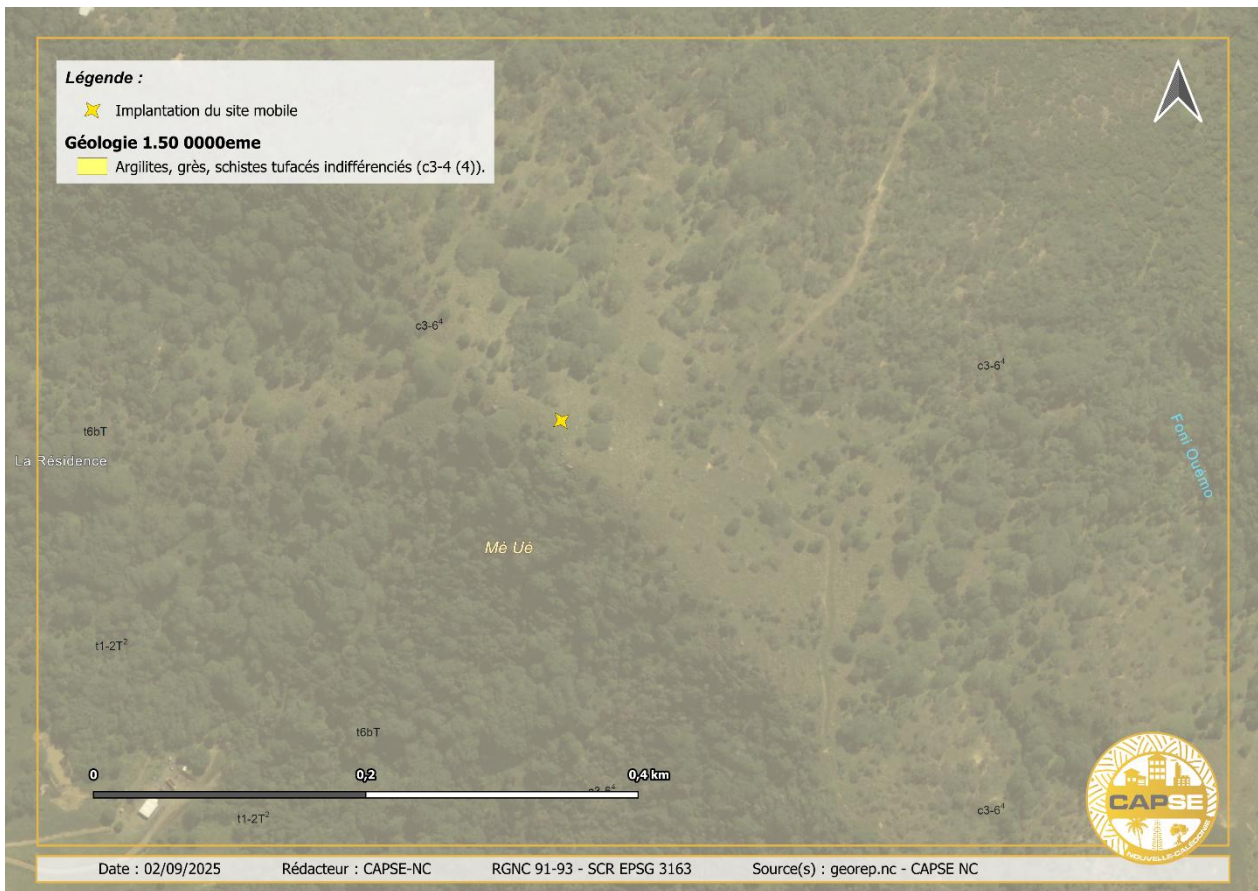 Légende :
Implantation du site mobile
Géologie 1.50 0000eme
Argilites, grès, schistes tufacés indifférenciés (c3-4 (4)).
c3-6⁴
c3-6⁴
t6bT
La Résidence
Foni Ouémo
Mé Ué
t1-2T²
t6bT
0
0,2
0,4 km
c3-6⁴
c3-6⁴
t1-2T²
CAPSE
NOUVELLE-CALÉDONIE
Date : 02/09/2025 Rédacteur : CAPSE-NC RGNC 91-93 - SCR EPSG 3163 Source(s) : georep.nc - CAPSE NC